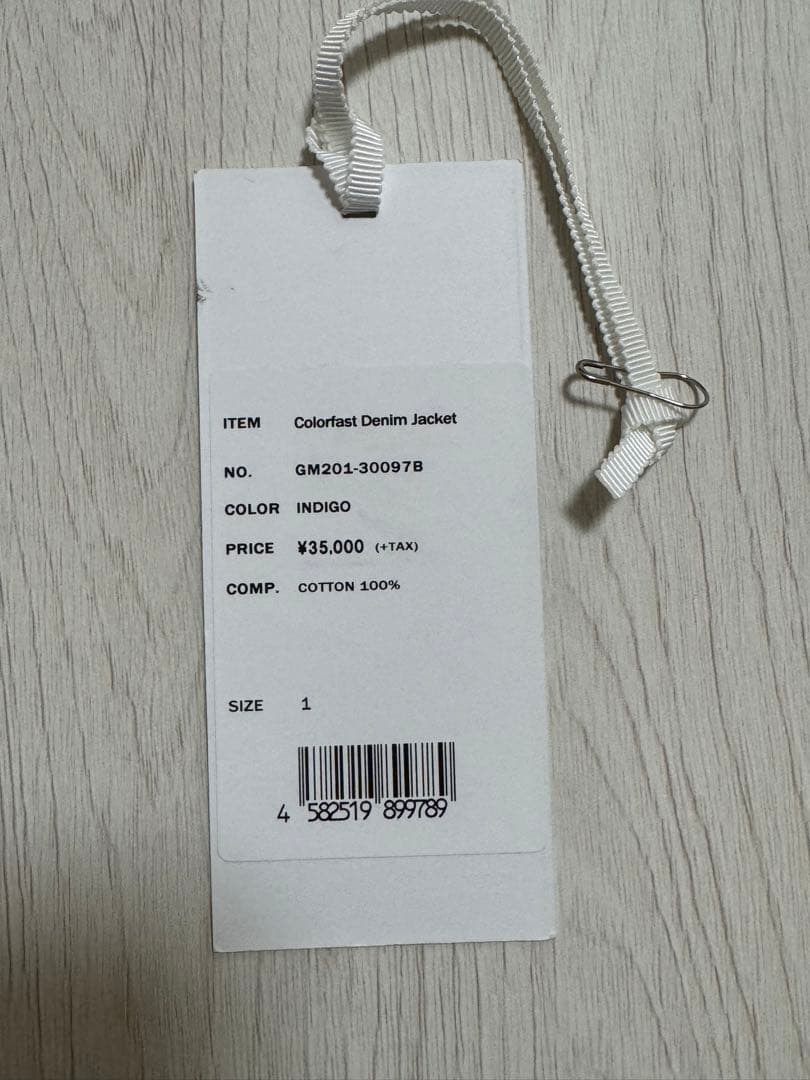 ITEM Colorfast Denim Jacket
NO. GM201-30097B
COLOR INDIGO
PRICE ¥35,000 (+TAX)
COMP. COTTON 100%
SIZE 1
4 582519 899789